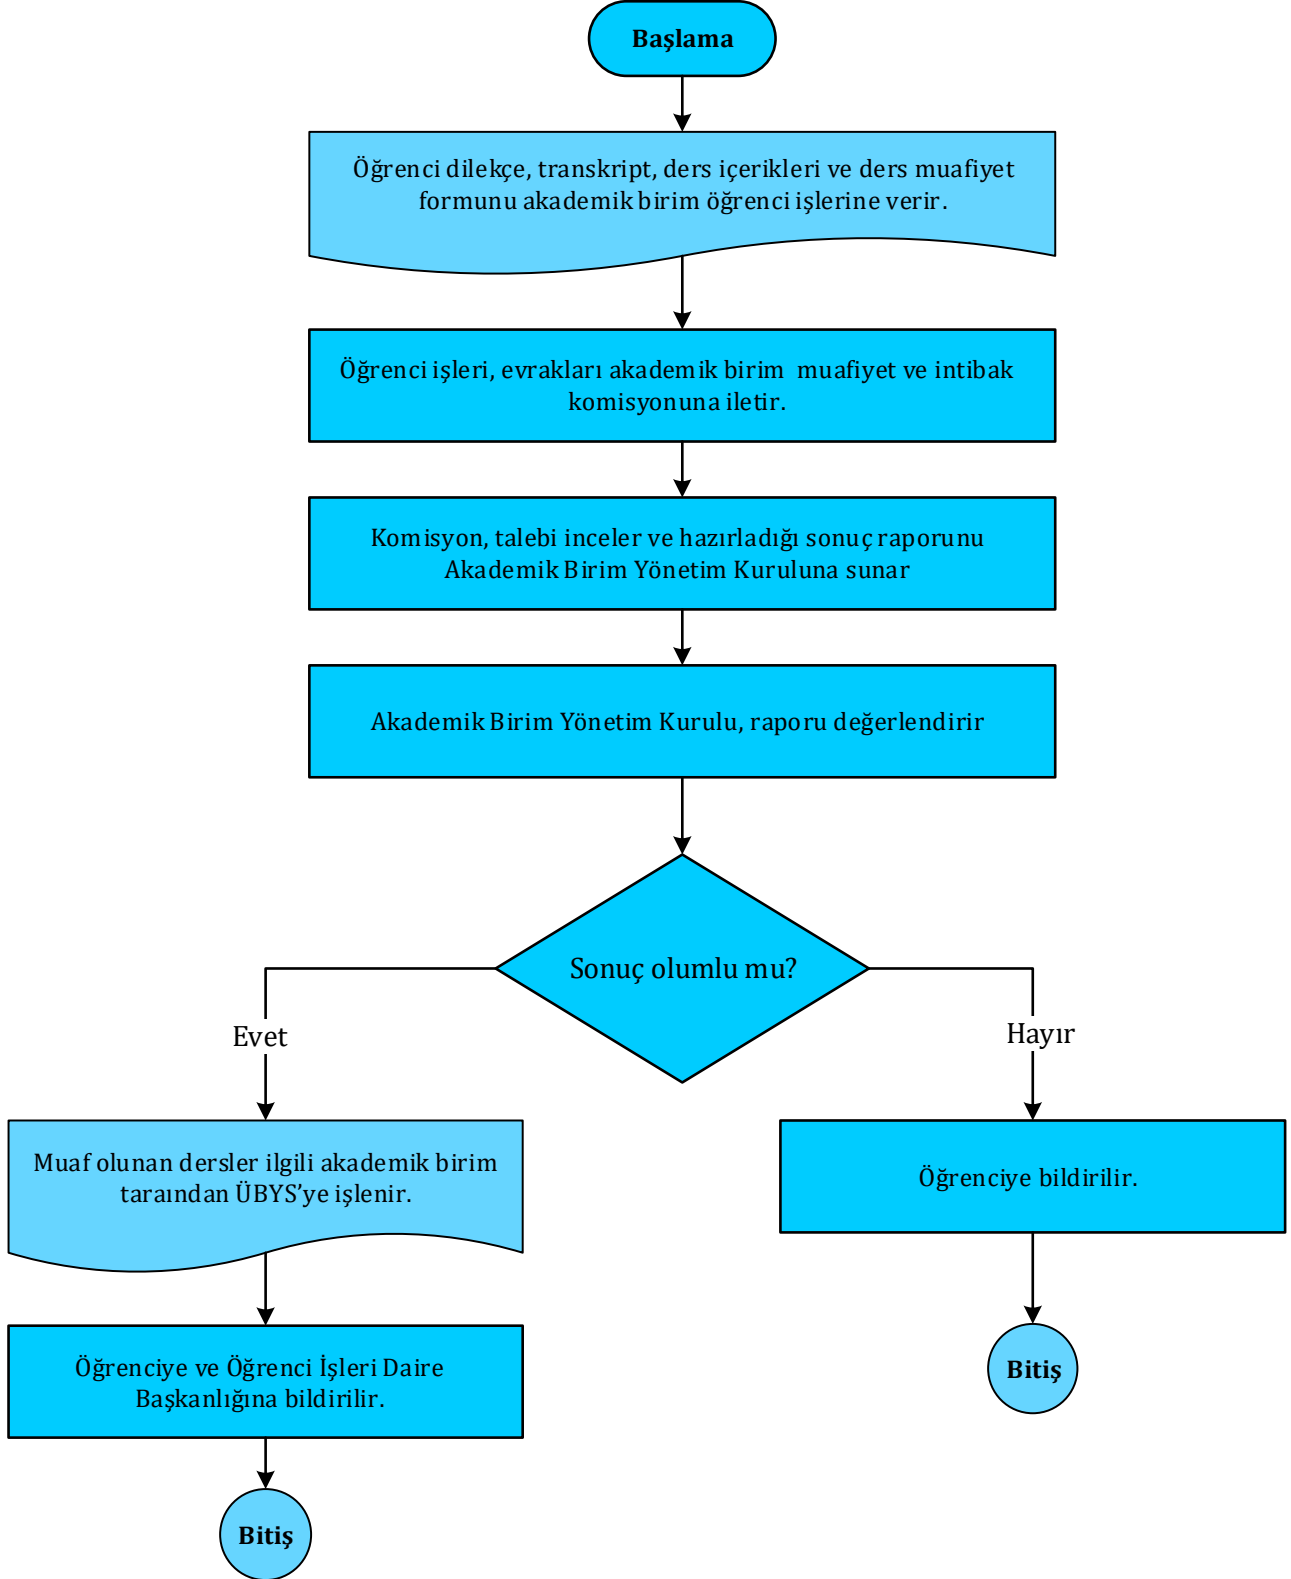 Başlama
Öğrenci dilekçe, transkript, ders içerikleri ve ders muafiyet
formunu akademik birim öğrenci işlerine verir.
Öğrenci işleri, evrakları akademik birim  muafiyet ve intibak
komisyonuna iletir.
Komisyon, talebi inceler ve hazırladığı sonuç raporunu
Akademik Birim Yönetim Kuruluna sunar
Akademik Birim Yönetim Kurulu, raporu değerlendirir
Sonuç olumlu mu?
Evet
Hayır
Muaf olunan dersler ilgili akademik birim
taraından ÜBYS’ye işlenir.
Öğrenciye bildirilir.
Öğrenciye ve Öğrenci İşleri Daire
Başkanlığına bildirilir.
Bitiş
Bitiş